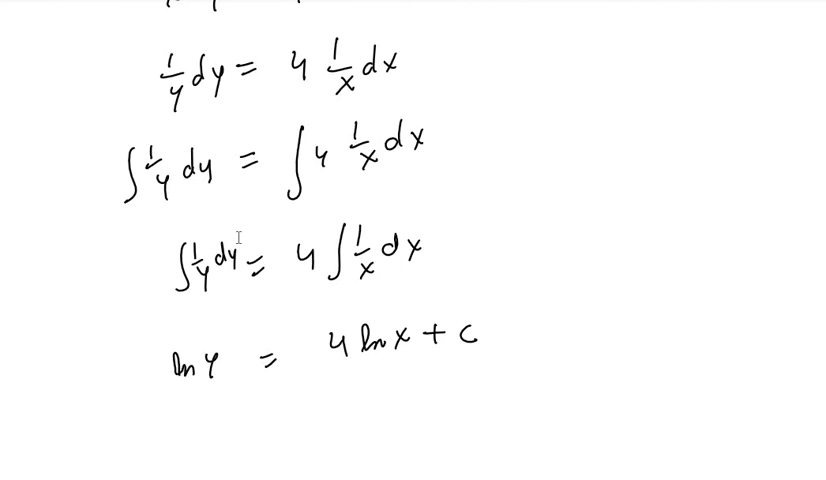 1/y dy = 4 1/x dx
∫ 1/y dy = ∫ 4 1/x dx
∫ 1/y dy = 4 ∫ 1/x dx
ln y = 4 ln x + c